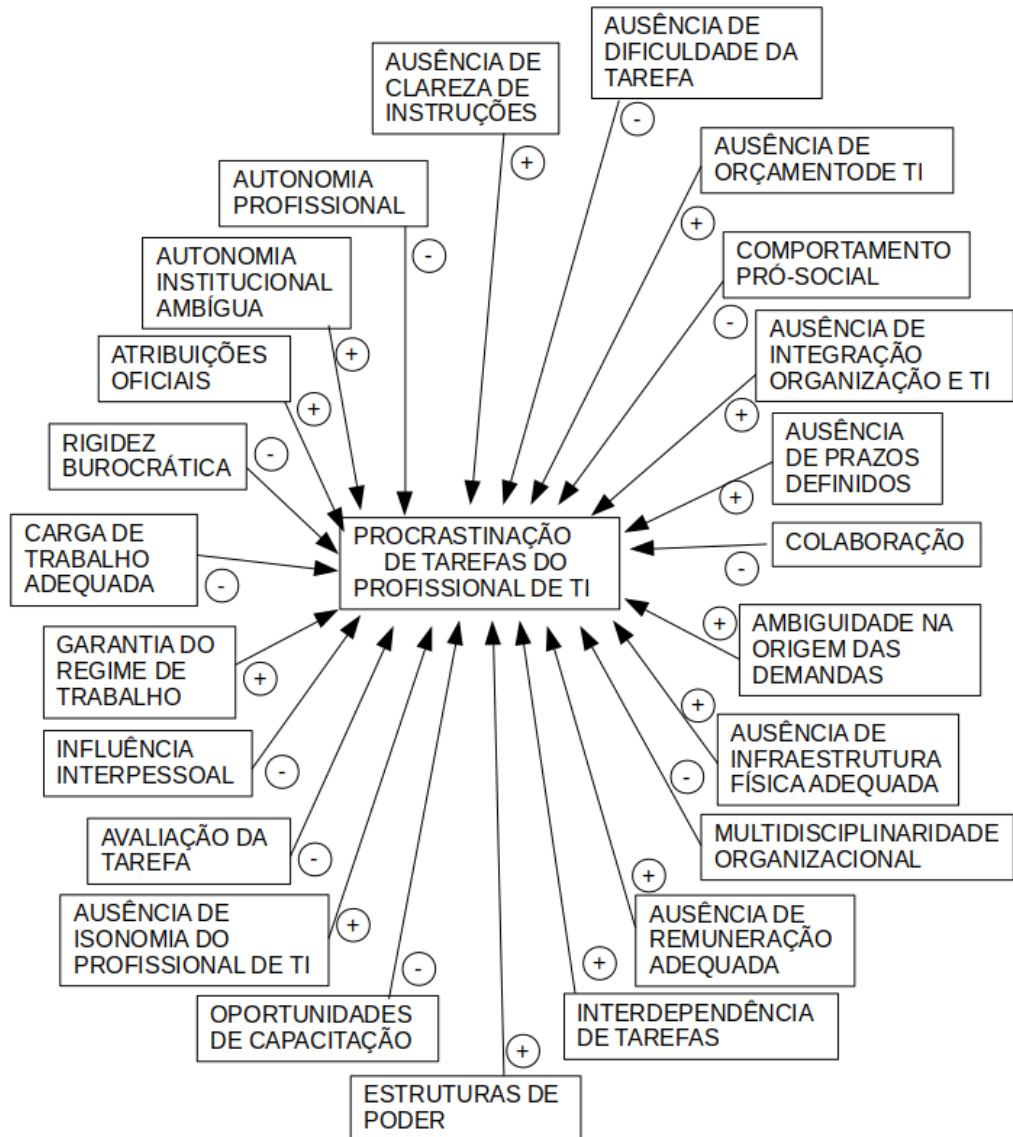 AUSÊNCIA DE
DIFICULDADE DA
TAREFA
-
AUSÊNCIA DE
CLAREZA DE
INSTRUÇÕES
+
AUSÊNCIA DE
ORÇAMENTODE TI
+
AUTONOMIA
PROFISSIONAL
-
COMPORTAMENTO
PRÓ-SOCIAL
-
AUTONOMIA
INSTITUCIONAL
AMBÍGUA
+
AUSÊNCIA DE
INTEGRAÇÃO
ORGANIZAÇÃO E TI
+
ATRIBUIÇÕES
OFICIAIS
+
AUSÊNCIA
DE PRAZOS
DEFINIDOS
+
RIGIDEZ
BUROCRÁTICA
-
PROCRASTINAÇÃO
DE TAREFAS DO
PROFISSIONAL DE TI
CARGA DE
TRABALHO
ADEQUADA
-
COLABORAÇÃO
-
GARANTIA DO
REGIME DE
TRABALHO
+
AMBIGUIDADE NA
ORIGEM DAS
DEMANDAS
+
INFLUÊNCIA
INTERPESSOAL
-
AUSÊNCIA DE
INFRAESTRUTURA
FÍSICA ADEQUADA
+
AVALIAÇÃO DA
TAREFA
-
MULTIDISCIPLINARIDADE
ORGANIZACIONAL
-
AUSÊNCIA DE
ISONOMIA DO
PROFISSIONAL DE TI
+
AUSÊNCIA DE
REMUNERAÇÃO
ADEQUADA
+
OPORTUNIDADES
DE CAPACITAÇÃO
-
INTERDEPENDÊNCIA
DE TAREFAS
+
ESTRUTURAS DE
PODER
+